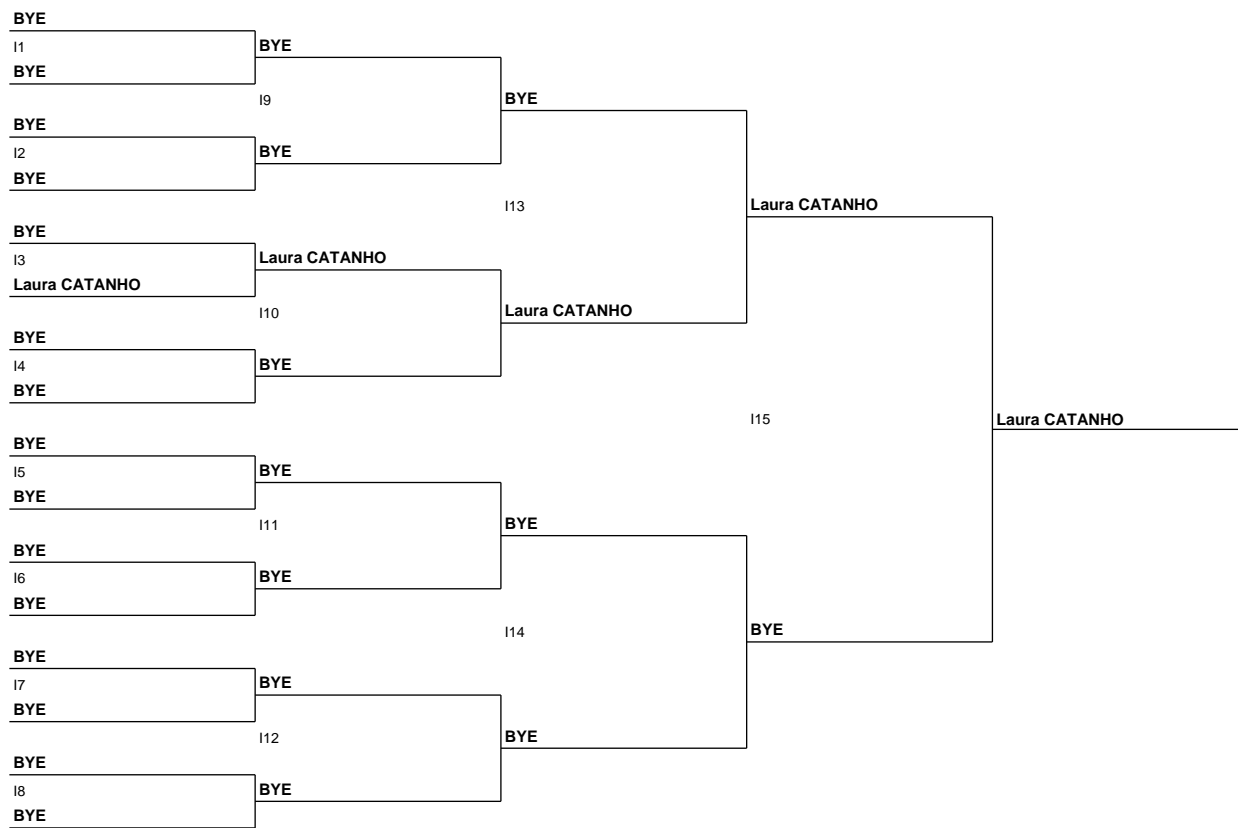 BYE
I1
BYE
BYE
I9
BYE
BYE
I2
BYE
BYE
I13
Laura CATANHO
BYE
I3
Laura CATANHO
Laura CATANHO
I10
Laura CATANHO
BYE
I4
BYE
BYE
I15
Laura CATANHO
BYE
I5
BYE
BYE
I11
BYE
BYE
I6
BYE
BYE
I14
BYE
BYE
I7
BYE
BYE
I12
BYE
BYE
I8
BYE
BYE